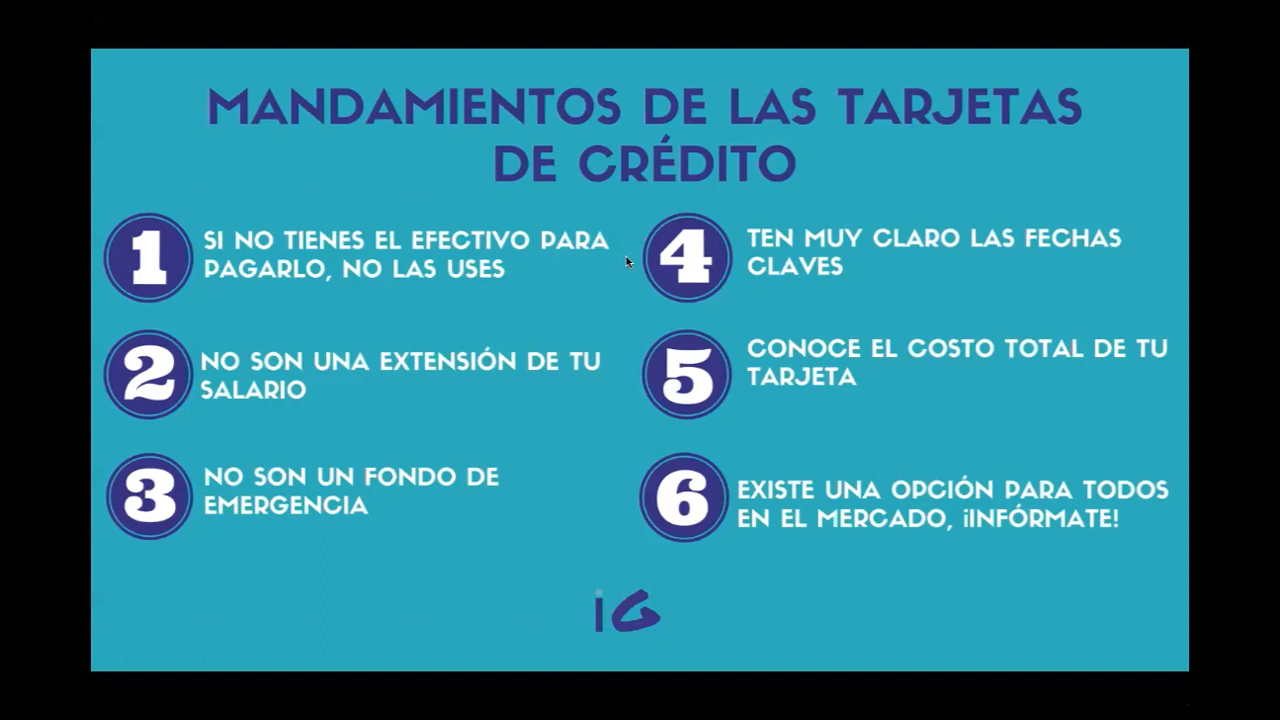 MANDAMIENTOS DE LAS TARJETAS
DE CRÉDITO
1
SI NO TIENES EL EFECTIVO PARA
PAGARLO, NO LAS USES
2
NO SON UNA EXTENSIÓN DE TU
SALARIO
3
NO SON UN FONDO DE
EMERGENCIA
4
TEN MUY CLARO LAS FECHAS
CLAVES
5
CONOCE EL COSTO TOTAL DE TU
TARJETA
6
EXISTE UNA OPCIÓN PARA TODOS
EN EL MERCADO, ¡INFÓRMATE!
iG